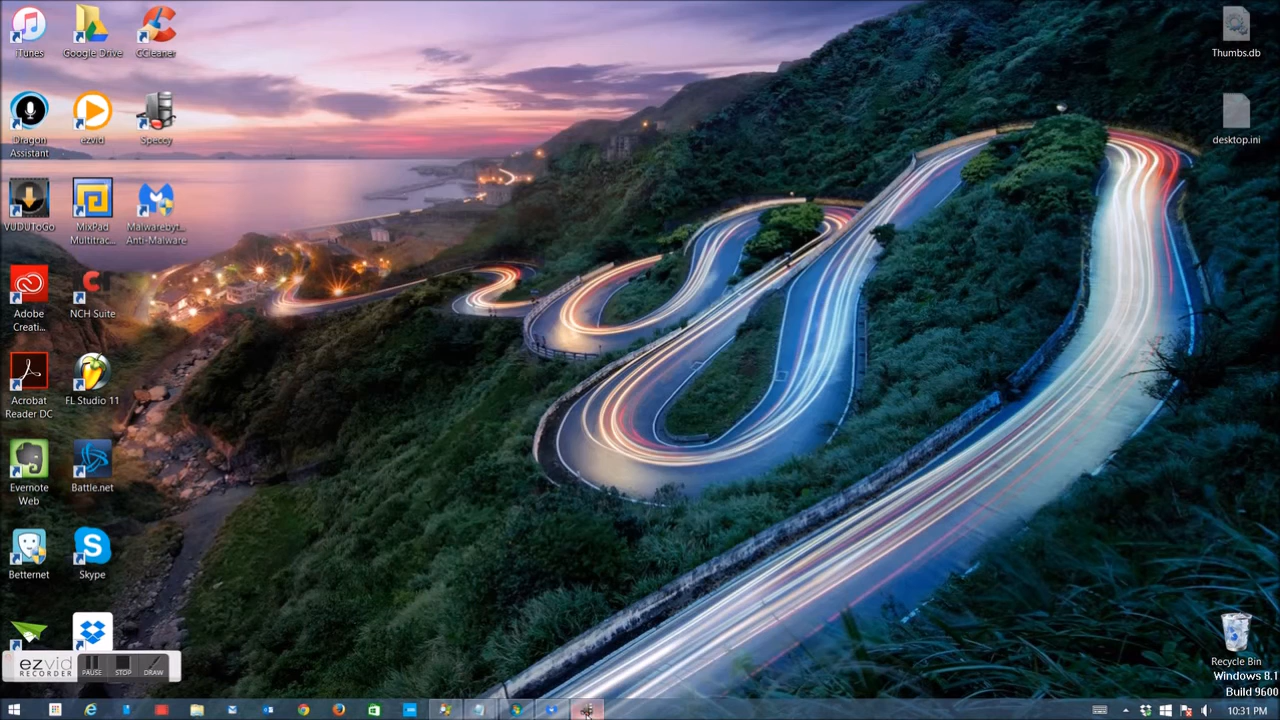 iTunes
Google Drive
CCleaner
Thumbs.db
Dragon
Assistant
ezvid
Speccy
desktop.ini
VUDUToGo
MixPad
Multitrac...
Malwarebyt...
Anti-Malware
Adobe
Creati...
NCH Suite
Acrobat
Reader DC
FL Studio 11
Evernote
Web
Battle.net
Betternet
Skype
ezvid
RECORDER
PAUSE
STOP
DRAW
Recycle Bin
Windows 8.1
Build 9600
10:31 PM